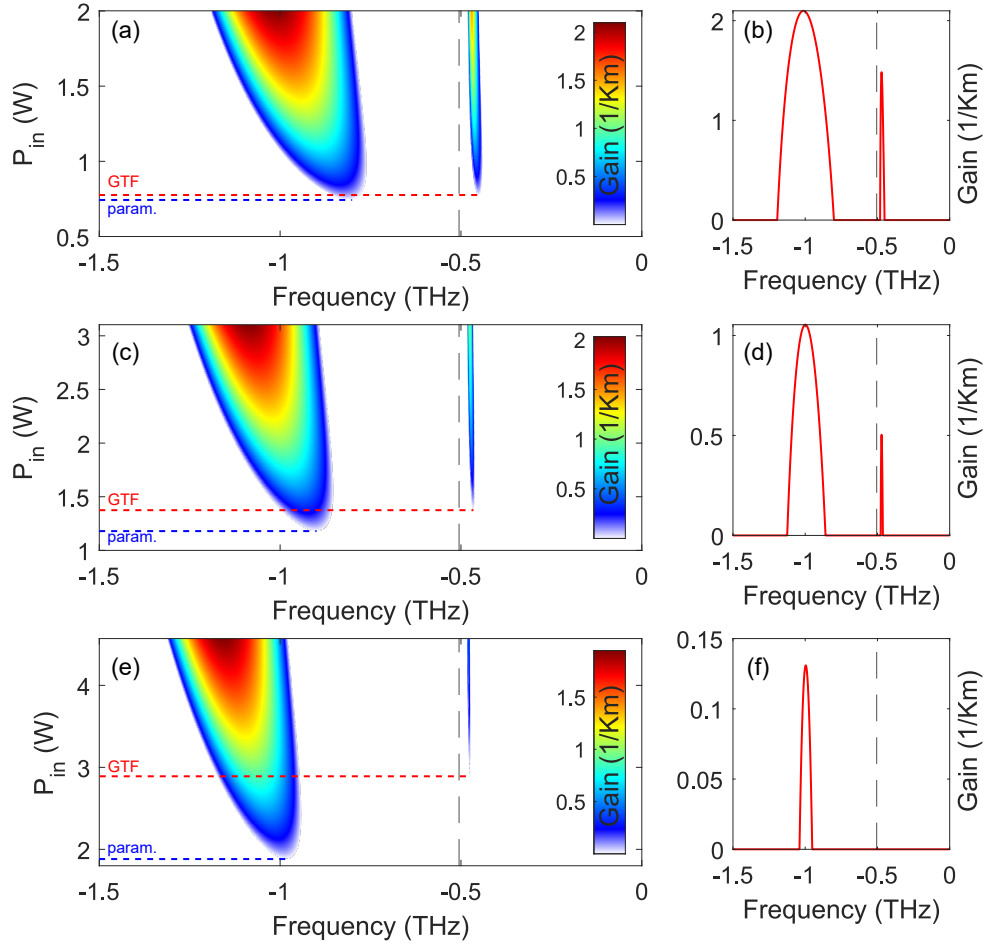 (a)
P_in (W)
2
1.5
1
0.5
GTF
param.
-1.5
-1
-0.5
0
Frequency (THz)
Gain (1/Km)
2
1.5
1
0.5
(b)
2
1
0
-1.5
-1
-0.5
0
Frequency (THz)
Gain (1/Km)
(c)
P_in (W)
3
2.5
2
1.5
1
GTF
param.
-1.5
-1
-0.5
0
Frequency (THz)
Gain (1/Km)
2
1.5
1
0.5
(d)
1
0.5
0
-1.5
-1
-0.5
0
Frequency (THz)
Gain (1/Km)
(e)
P_in (W)
4
3
2
GTF
param.
-1.5
-1
-0.5
0
Frequency (THz)
Gain (1/Km)
1.5
1
0.5
(f)
0.15
0.1
0.05
0
-1.5
-1
-0.5
0
Frequency (THz)
Gain (1/Km)